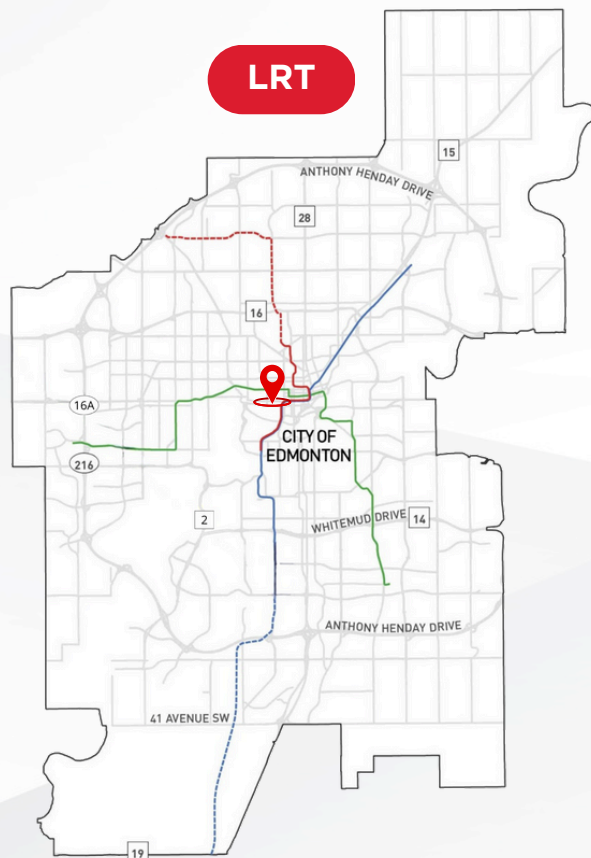 LRT
15
ANTHONY HENDAY DRIVE
28
16
16A
CITY OF
EDMONTON
216
2
WHITEMUD DRIVE
14
ANTHONY HENDAY DRIVE
41 AVENUE SW
19